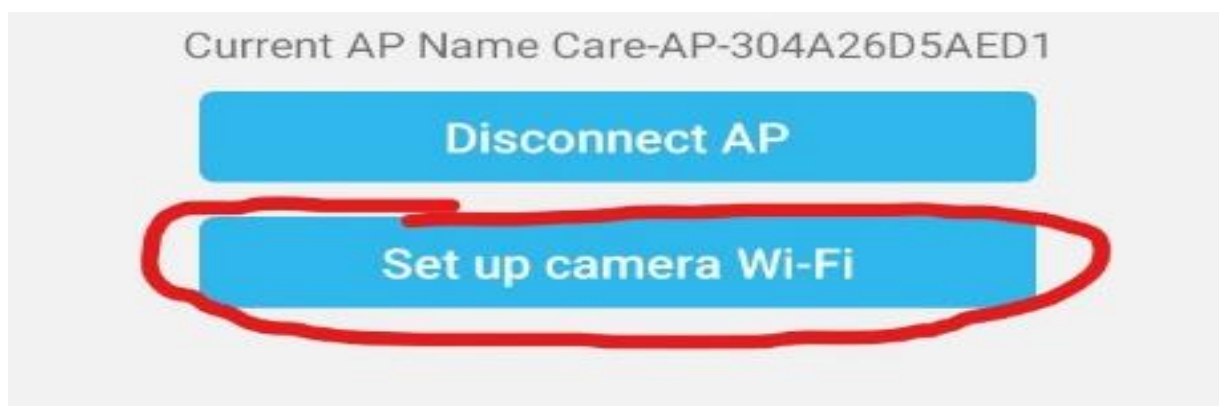 Current AP Name Care-AP-304A26D5AED1
Disconnect AP
Set up camera Wi-Fi